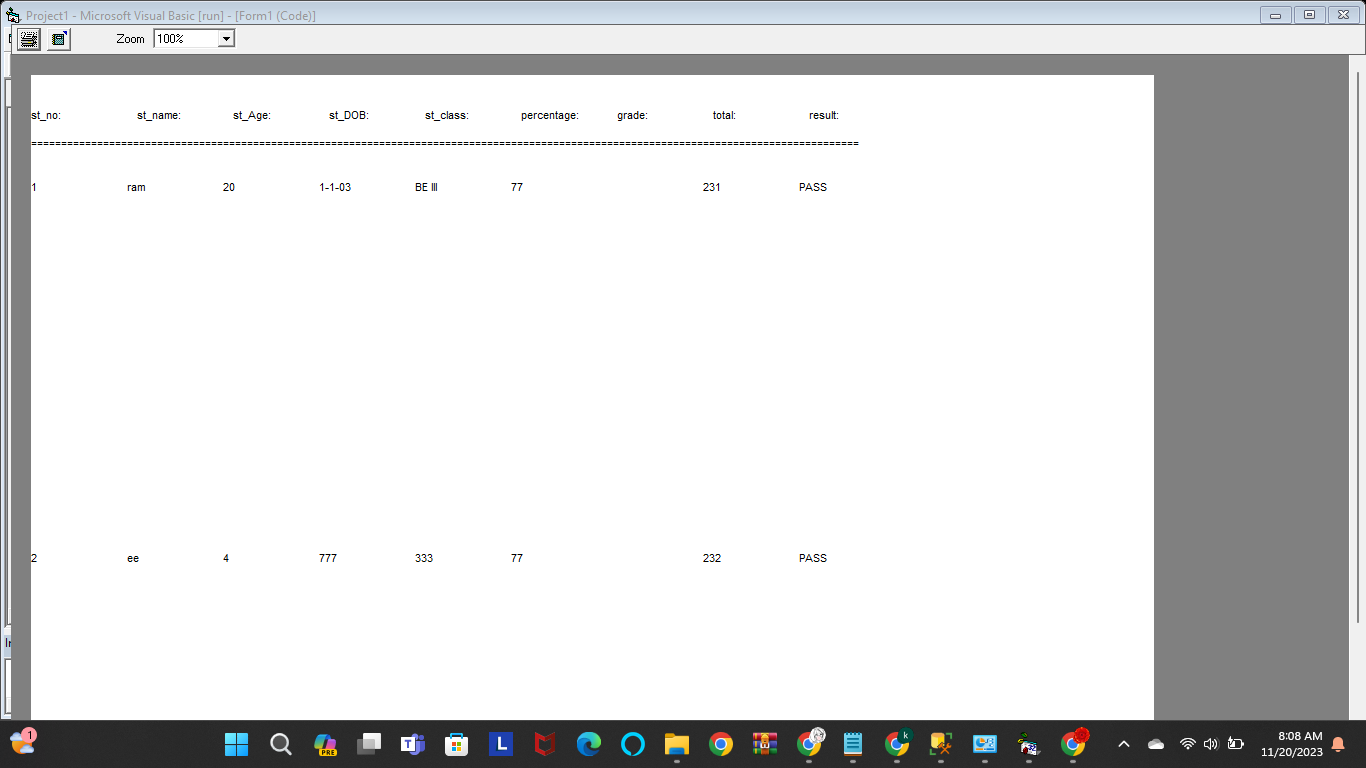 Project1 - Microsoft Visual Basic [run] - [Form1 (Code)]
Zoom 100%
st_no: st_name: st_Age: st_DOB: st_class: percentage: grade: total: result:
==========================================================================================================================================
1 ram 20 1-1-03 BE III 77 231 PASS
2 ee 4 777 333 77 232 PASS
1 PRE L k 8:08 AM
11/20/2023